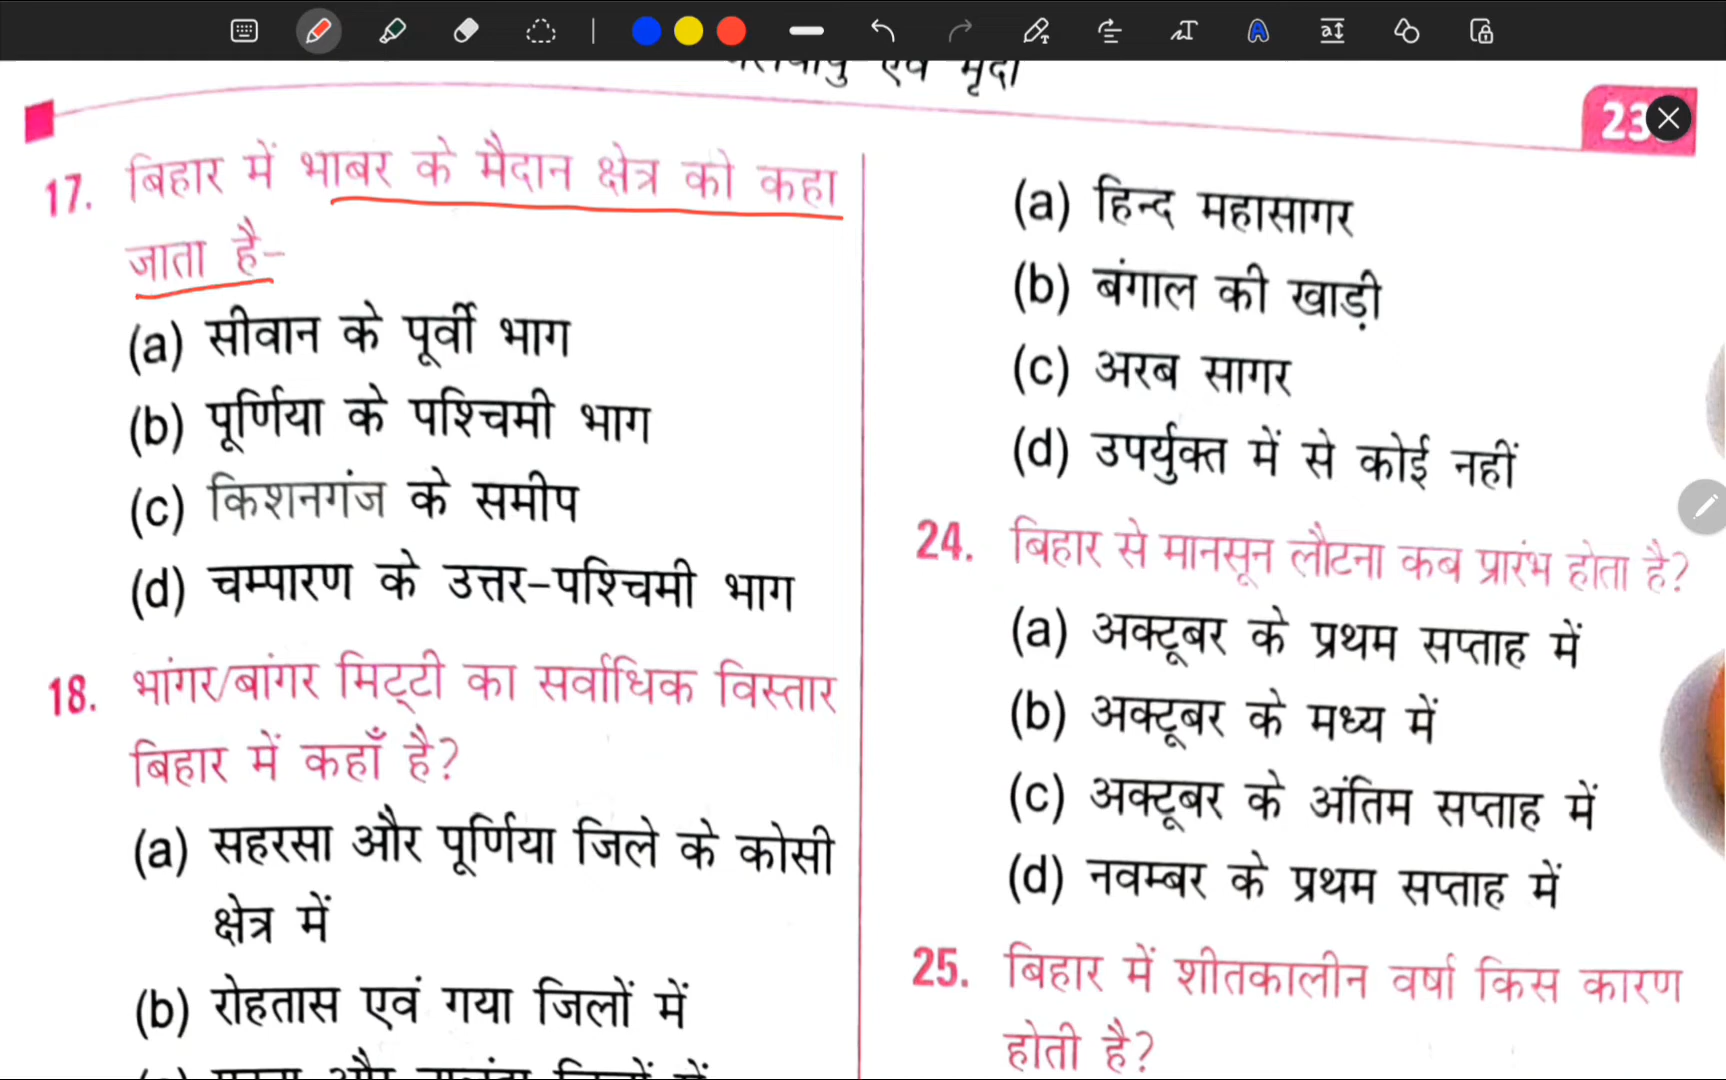 एवं मृदा
23
17. बिहार में भाबर के मैदान क्षेत्र को कहा
जाता है-
(a) सीवान के पूर्वी भाग
(b) पूर्णिया के पश्चिमी भाग
(c) किशनगंज के समीप
(d) चम्पारण के उत्तर-पश्चिमी भाग
18. भांगर/बांगर मिट्टी का सर्वाधिक विस्तार
बिहार में कहाँ है?
(a) सहरसा और पूर्णिया जिले के कोसी
क्षेत्र में
(b) रोहतास एवं गया जिलों में
(a) हिन्द महासागर
(b) बंगाल की खाड़ी
(c) अरब सागर
(d) उपर्युक्त में से कोई नहीं
24. बिहार से मानसून लौटना कब प्रारंभ होता है?
(a) अक्टूबर के प्रथम सप्ताह में
(b) अक्टूबर के मध्य में
(c) अक्टूबर के अंतिम सप्ताह में
(d) नवम्बर के प्रथम सप्ताह में
25. बिहार में शीतकालीन वर्षा किस कारण
होती है?